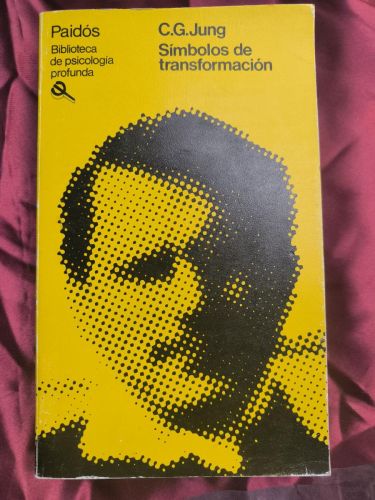 Paidós
Biblioteca
de psicología
profunda
C.G.Jung
Símbolos de
transformación